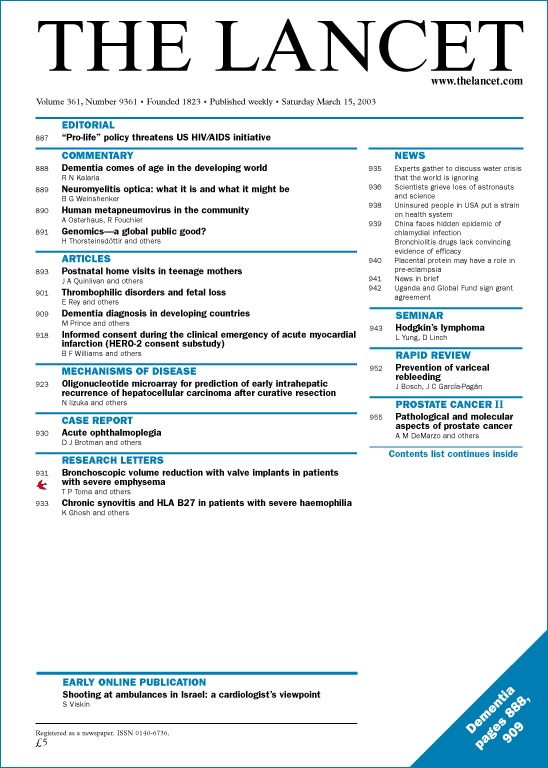 THE LANCET
www.thelancet.com
Volume 361, Number 9361 • Founded 1823 • Published weekly • Saturday March 15, 2003
EDITORIAL
887 “Pro-life” policy threatens US HIV/AIDS initiative
COMMENTARY
888 Dementia comes of age in the developing world
R N Kalaria
889 Neuromyelitis optica: what it is and what it might be
B G Weinshenker
890 Human metapneumovirus in the community
A Osterhaus, R Fouchier
891 Genomics—a global public good?
H Thorsteinsdóttir and others
ARTICLES
893 Postnatal home visits in teenage mothers
J A Quinlivan and others
901 Thrombophilic disorders and fetal loss
E Rey and others
909 Dementia diagnosis in developing countries
M Prince and others
918 Informed consent during the clinical emergency of acute myocardial
infarction (HERO-2 consent substudy)
B F Williams and others
MECHANISMS OF DISEASE
923 Oligonucleotide microarray for prediction of early intrahepatic
recurrence of hepatocellular carcinoma after curative resection
N Iizuka and others
CASE REPORT
930 Acute ophthalmoplegia
D J Brotman and others
RESEARCH LETTERS
931 Bronchoscopic volume reduction with valve implants in patients
with severe emphysema
T P Toma and others
933 Chronic synovitis and HLA B27 in patients with severe haemophilia
K Ghosh and others
NEWS
935 Experts gather to discuss water crisis
that the world is ignoring
936 Scientists grieve loss of astronauts
and science
938 Uninsured people in USA put a strain
on health system
939 China faces hidden epidemic of
chlamydial infection
Bronchiolitis drugs lack convincing
evidence of efficacy
940 Placental protein may have a role in
pre-eclampsia
941 News in brief
942 Uganda and Global Fund sign grant
agreement
SEMINAR
943 Hodgkin's lymphoma
L Yung, D Linch
RAPID REVIEW
952 Prevention of variceal
rebleeding
J Bosch, J C García-Pagán
PROSTATE CANCER II
955 Pathological and molecular
aspects of prostate cancer
A M DeMarzo and others
Contents list continues inside
EARLY ONLINE PUBLICATION
Shooting at ambulances in Israel: a cardiologist's viewpoint
S Viskin
Registered as a newspaper. ISSN 0140-6736.
£5
Dementia
pages 888,
909